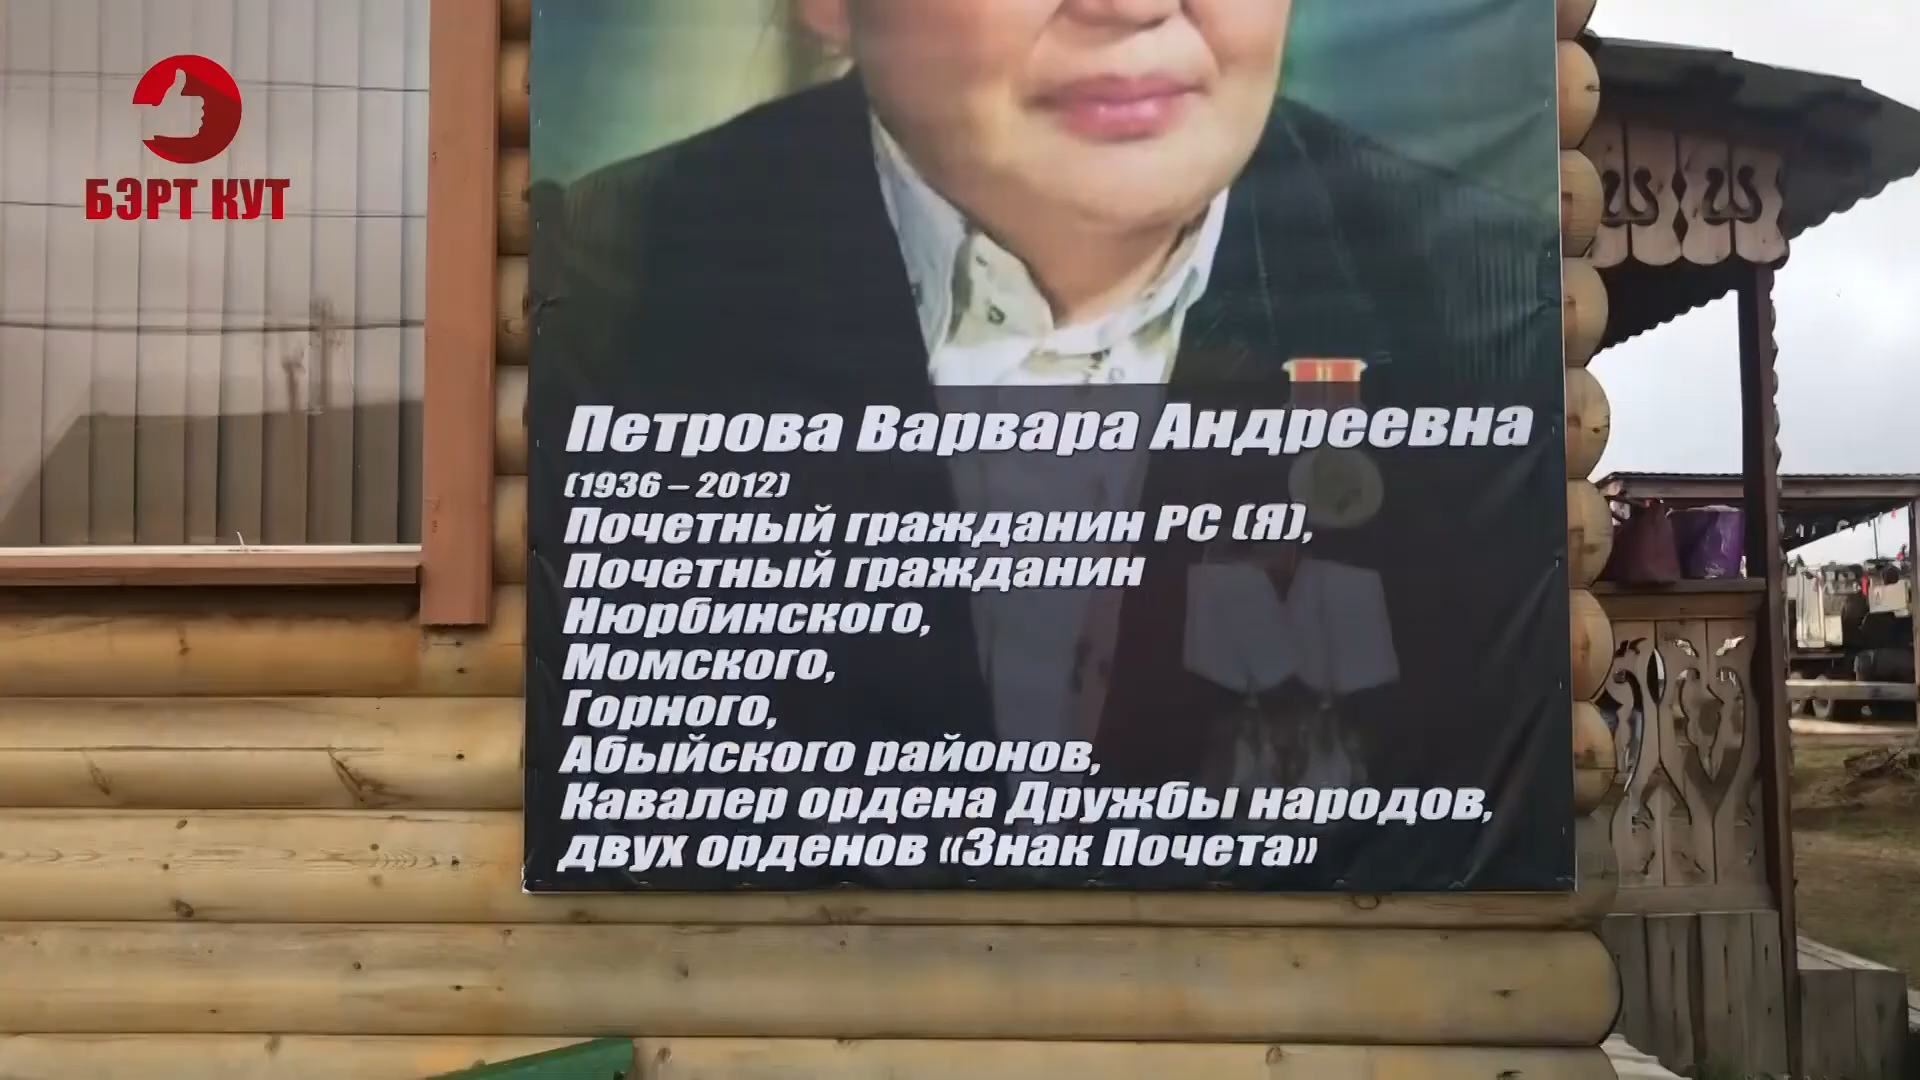 БЭРТ КУТ
Петрова Варвара Андреевна
(1936 – 2012)
Почетный гражданин РС (Я),
Почетный гражданин
Нюрбинского,
Момского,
Горного,
Абыйского районов,
Кавалер ордена Дружбы народов,
двух орденов «Знак Почета»